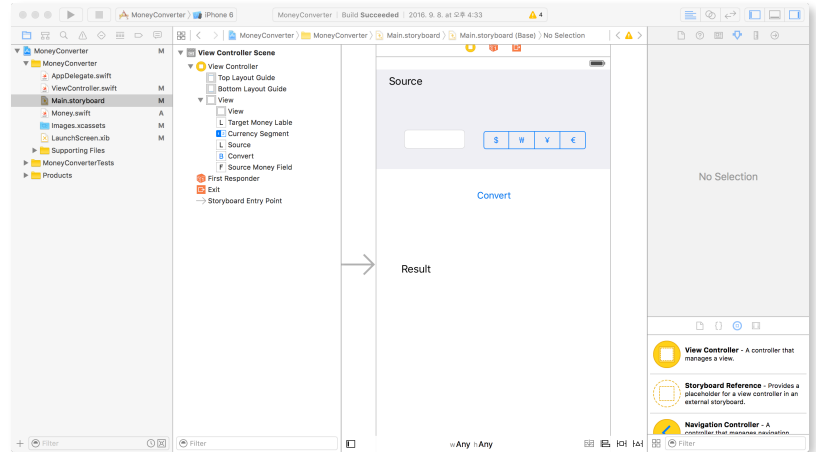 MoneyConverter
iPhone 6
MoneyConverter | Build Succeeded | 2016. 9. 8. at 오후 4:33
4
MoneyConverter
MoneyConverter
Main.storyboard
Main.storyboard (Base)
No Selection
MoneyConverter M
MoneyConverter
AppDelegate.swift
ViewController.swift M
Main.storyboard M
Money.swift A
Images.xcassets M
LaunchScreen.xib M
Supporting Files
MoneyConverterTests
Products
View Controller Scene
View Controller
Top Layout Guide
Bottom Layout Guide
View
View
L Target Money Lable
Currency Segment
L Source
B Convert
F Source Money Field
First Responder
Exit
Storyboard Entry Point
Source
$ ₩ ¥ €
Convert
Result
No Selection
View Controller - A controller that
manages a view.
Storyboard Reference - Provides a
placeholder for a view controller in an
external storyboard.
Navigation Controller - A
controller that manages navigation
Filter
Filter
wAny hAny
Filter